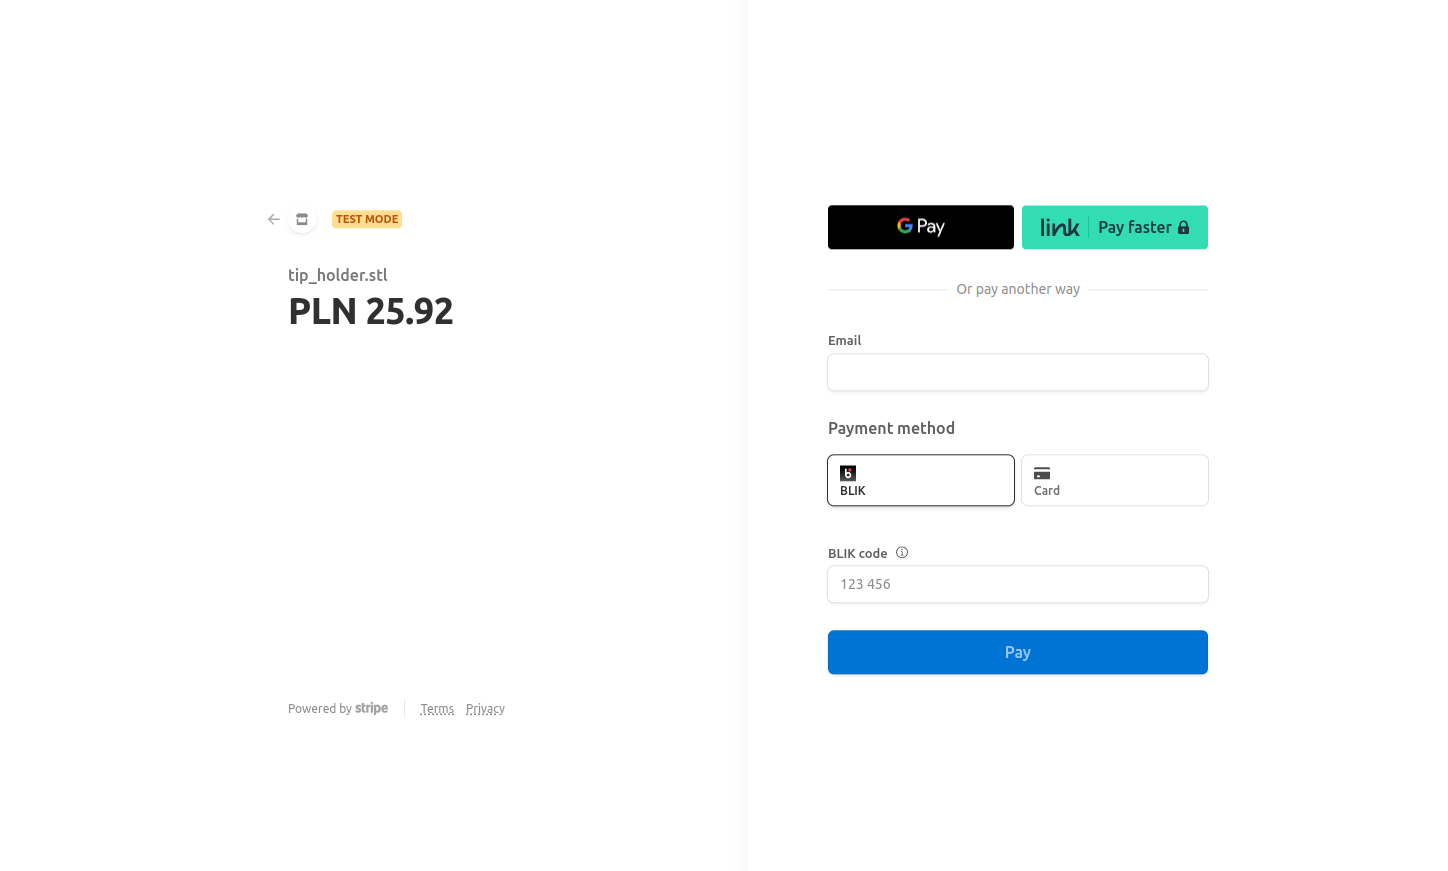 TEST MODE
tip_holder.stl
PLN 25.92
Powered by stripe
Terms Privacy
G Pay
link Pay faster
Or pay another way
Email
Payment method
BLIK
Card
BLIK code
123 456
Pay